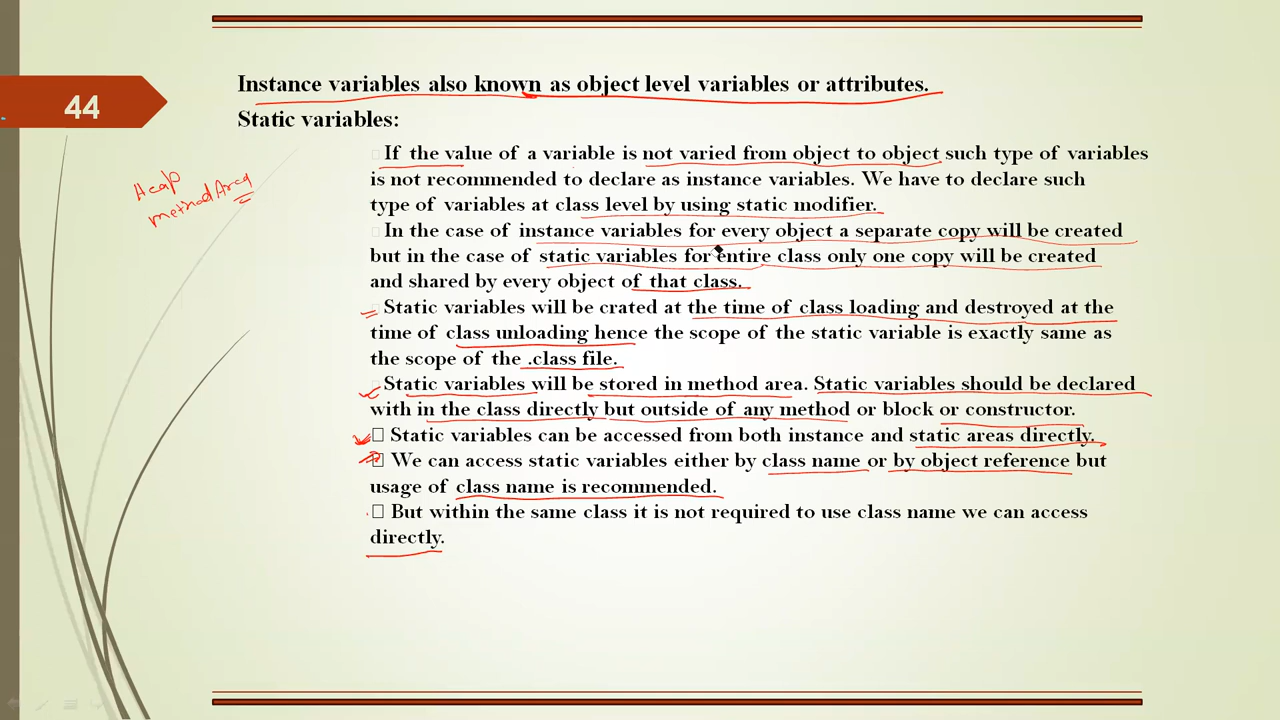 Instance variables also known as object level variables or attributes.
44
Static variables:
If the value of a variable is not varied from object to object such type of variables
is not recommended to declare as instance variables. We have to declare such
type of variables at class level by using static modifier.
Heap
method Area
In the case of instance variables for every object a separate copy will be created
but in the case of static variables for entire class only one copy will be created
and shared by every object of that class.
Static variables will be crated at the time of class loading and destroyed at the
time of class unloading hence the scope of the static variable is exactly same as
the scope of the .class file.
Static variables will be stored in method area. Static variables should be declared
with in the class directly but outside of any method or block or constructor.
Static variables can be accessed from both instance and static areas directly.
We can access static variables either by class name or by object reference but
usage of class name is recommended.
But within the same class it is not required to use class name we can access
directly.